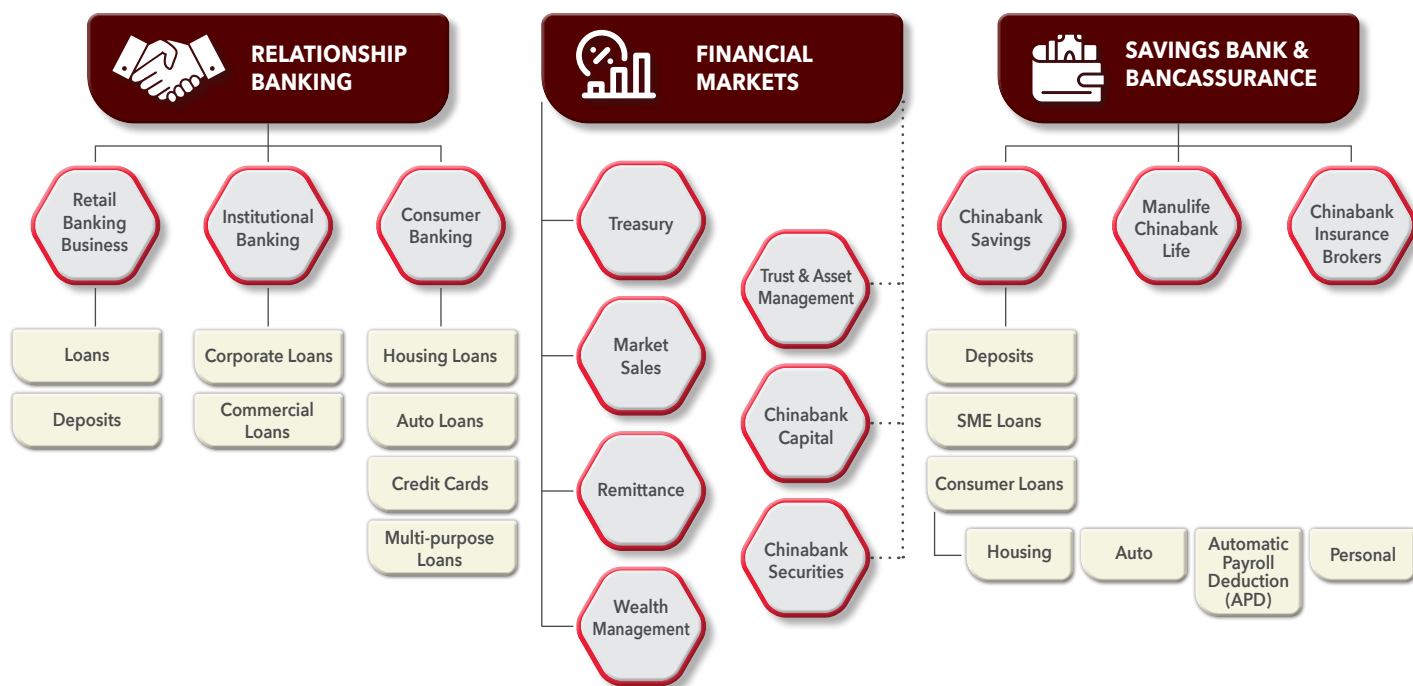 RELATIONSHIP
BANKING
Retail
Banking
Business
Institutional
Banking
Consumer
Banking
Loans
Deposits
Corporate Loans
Commercial
Loans
Housing Loans
Auto Loans
Credit Cards
Multi-purpose
Loans
FINANCIAL
MARKETS
Treasury
Market
Sales
Remittance
Wealth
Management
Trust & Asset
Management
Chinabank
Capital
Chinabank
Securities
SAVINGS BANK &
BANCASSURANCE
Chinabank
Savings
Manulife
Chinabank
Life
Chinabank
Insurance
Brokers
Deposits
SME Loans
Consumer Loans
Housing
Auto
Automatic
Payroll
Deduction
(APD)
Personal